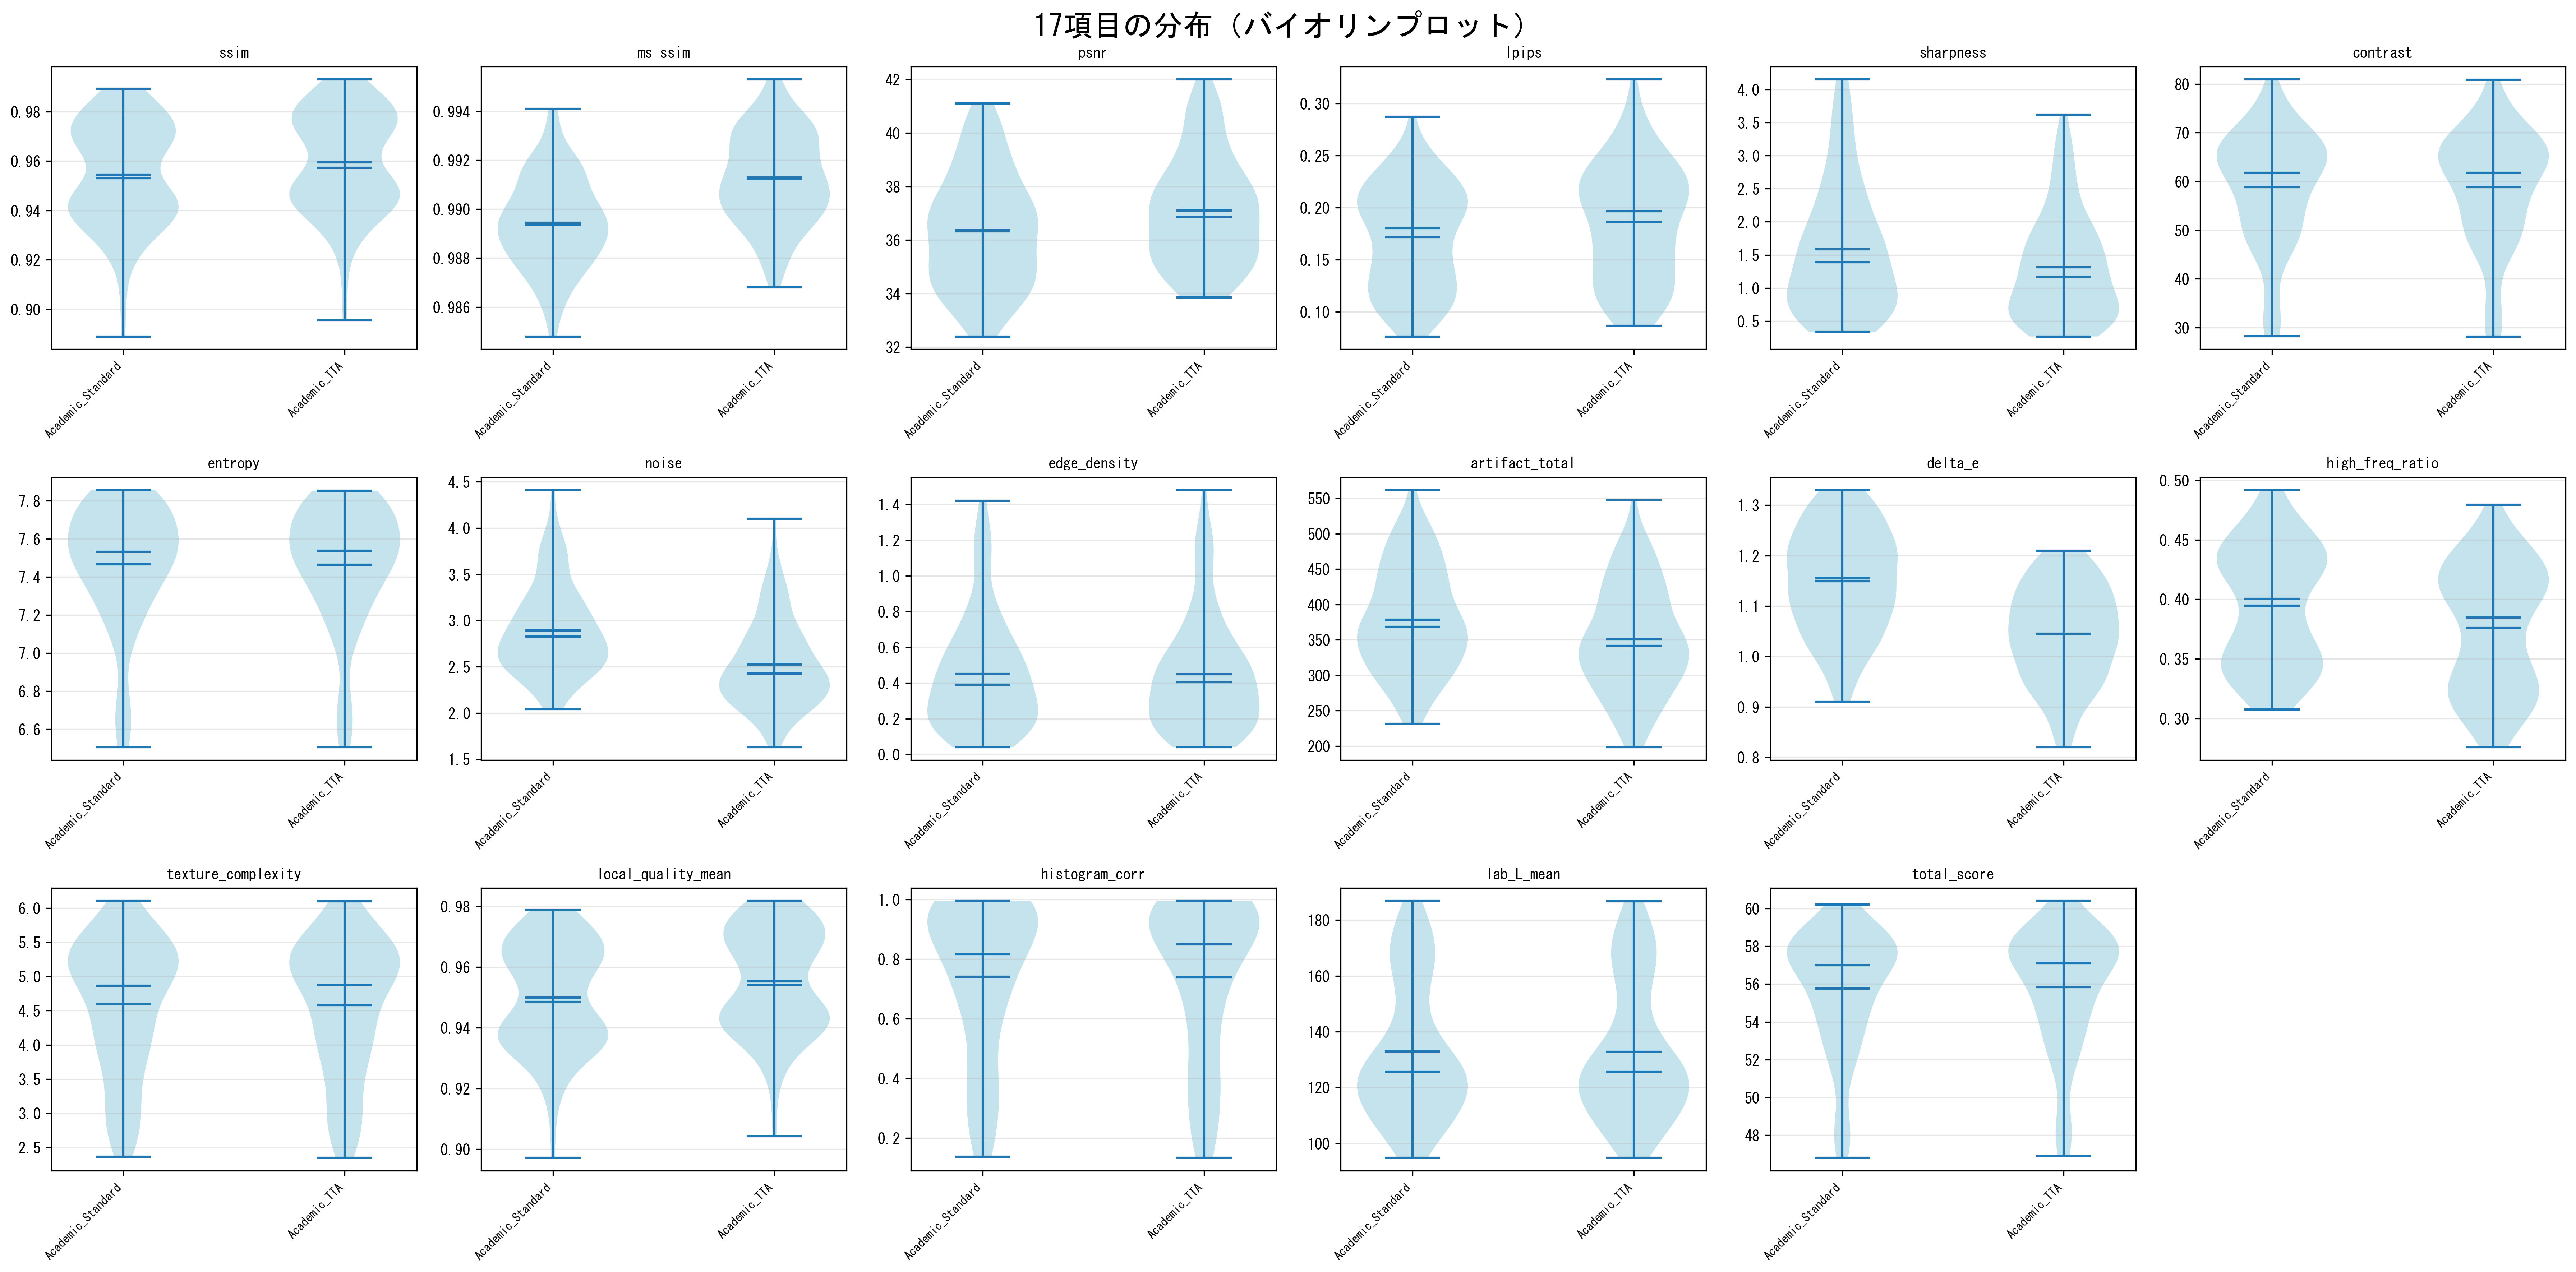 17項目の分布（バイオリンプロット）
ssim
0.98
0.96
0.94
0.92
0.90
Academic_Standard
Academic_TTA
ms_ssim
0.994
0.992
0.990
0.988
0.986
Academic_Standard
Academic_TTA
psnr
42
40
38
36
34
32
Academic_Standard
Academic_TTA
lpips
0.30
0.25
0.20
0.15
0.10
Academic_Standard
Academic_TTA
sharpness
4.0
3.5
3.0
2.5
2.0
1.5
1.0
0.5
Academic_Standard
Academic_TTA
contrast
80
70
60
50
40
30
Academic_Standard
Academic_TTA
entropy
7.8
7.6
7.4
7.2
7.0
6.8
6.6
Academic_Standard
Academic_TTA
noise
4.5
4.0
3.5
3.0
2.5
2.0
1.5
Academic_Standard
Academic_TTA
edge_density
1.4
1.2
1.0
0.8
0.6
0.4
0.2
0.0
Academic_Standard
Academic_TTA
artifact_total
550
500
450
400
350
300
250
200
Academic_Standard
Academic_TTA
delta_e
1.3
1.2
1.1
1.0
0.9
0.8
Academic_Standard
Academic_TTA
high_freq_ratio
0.50
0.45
0.40
0.35
0.30
Academic_Standard
Academic_TTA
texture_complexity
6.0
5.5
5.0
4.5
4.0
3.5
3.0
2.5
Academic_Standard
Academic_TTA
local_quality_mean
0.98
0.96
0.94
0.92
0.90
Academic_Standard
Academic_TTA
histogram_corr
1.0
0.8
0.6
0.4
0.2
Academic_Standard
Academic_TTA
lab_L_mean
180
160
140
120
100
Academic_Standard
Academic_TTA
total_score
60
58
56
54
52
50
48
Academic_Standard
Academic_TTA